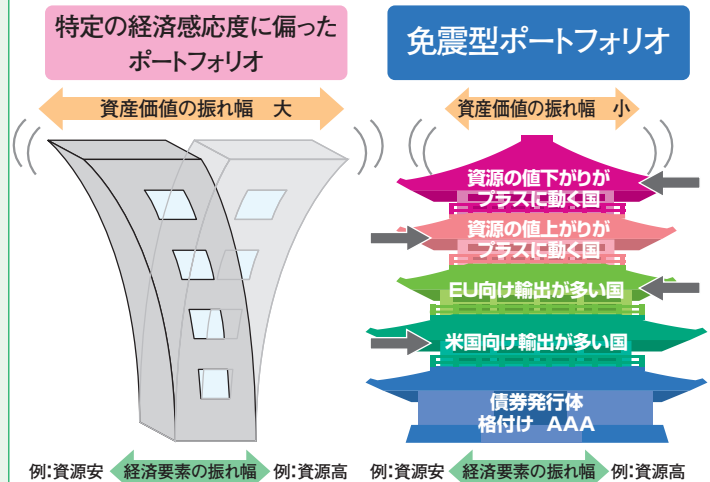 特定の経済感応度に偏った
ポートフォリオ
資産価値の振れ幅　大
例:資源安
経済要素の振れ幅
例:資源高
免震型ポートフォリオ
資産価値の振れ幅　小
資源の値下がりが
プラスに動く国
資源の値上がりが
プラスに動く国
EU向け輸出が多い国
米国向け輸出が多い国
債券発行体
格付け　AAA
例:資源安
経済要素の振れ幅
例:資源高